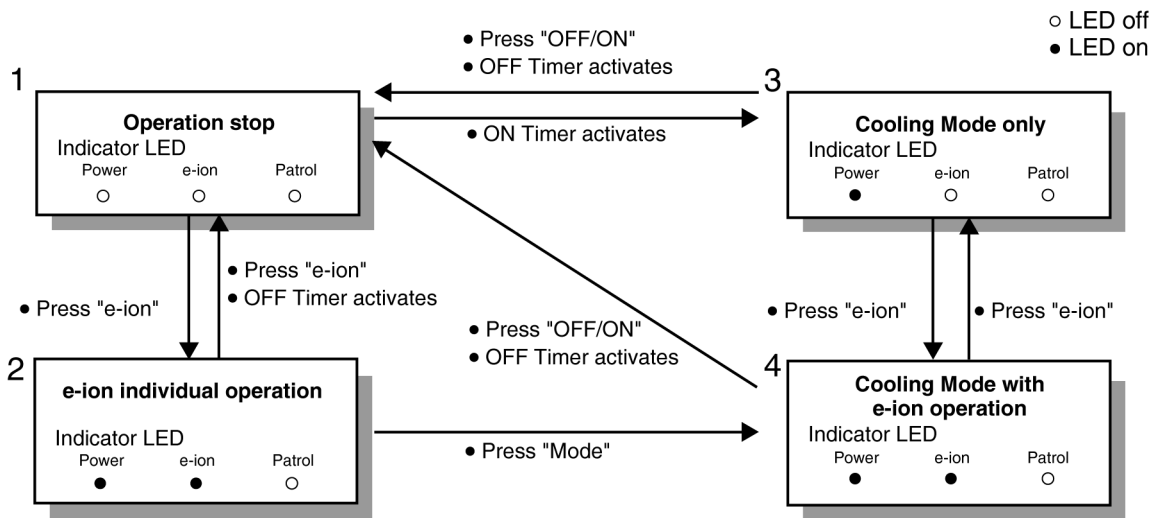 ○ LED off
● LED on
● Press "OFF/ON"
● OFF Timer activates
● ON Timer activates
1
Operation stop
Indicator LED
Power e-ion Patrol
○ ○ ○
3
Cooling Mode only
Indicator LED
Power e-ion Patrol
● ○ ○
● Press "e-ion"
● Press "e-ion"
● OFF Timer activates
● Press "OFF/ON"
● OFF Timer activates
● Press "e-ion"
● Press "e-ion"
2
e-ion individual operation
Indicator LED
Power e-ion Patrol
● ● ○
● Press "Mode"
4
Cooling Mode with
e-ion operation
Indicator LED
Power e-ion Patrol
● ● ○